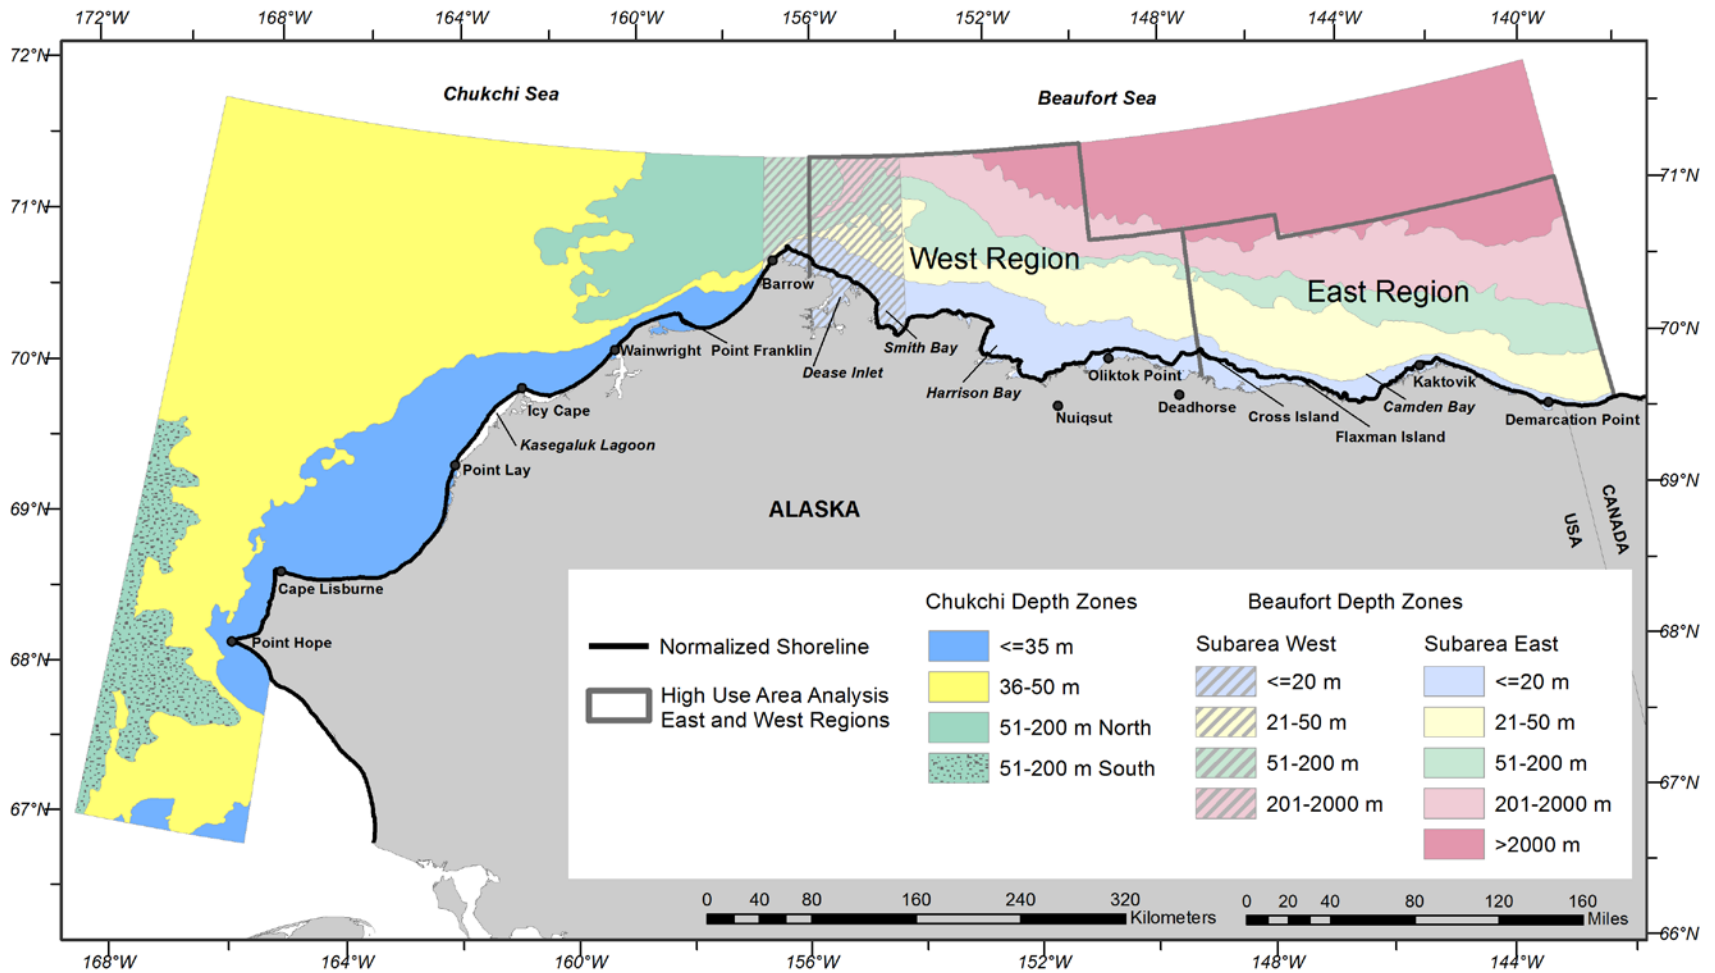 172°W 168°W 164°W 160°W 156°W 152°W 148°W 144°W 140°W
72°N
Chukchi Sea Beaufort Sea
71°N 71°N
West Region
East Region
Barrow
70°N 70°N
Wainwright Point Franklin
Smith Bay
Dease Inlet
Harrison Bay
Oliktok Point
Kaktovik
Icy Cape
Nuiqsut
Deadhorse
Cross Island
Camden Bay
Flaxman Island
Demarcation Point
Kasegaluk Lagoon
Point Lay
69°N 69°N
ALASKA
USA
CANADA
Cape Lisburne
Point Hope
68°N 68°N
67°N 67°N
66°N
Normalized Shoreline
High Use Area Analysis
East and West Regions
Chukchi Depth Zones
<=35 m
36-50 m
51-200 m North
51-200 m South
Beaufort Depth Zones
Subarea West
<=20 m
21-50 m
51-200 m
201-2000 m
Subarea East
<=20 m
21-50 m
51-200 m
201-2000 m
>2000 m
0 40 80 160 240 320
Kilometers
0 20 40 80 120 160
Miles
168°W 164°W 160°W 156°W 152°W 148°W 144°W